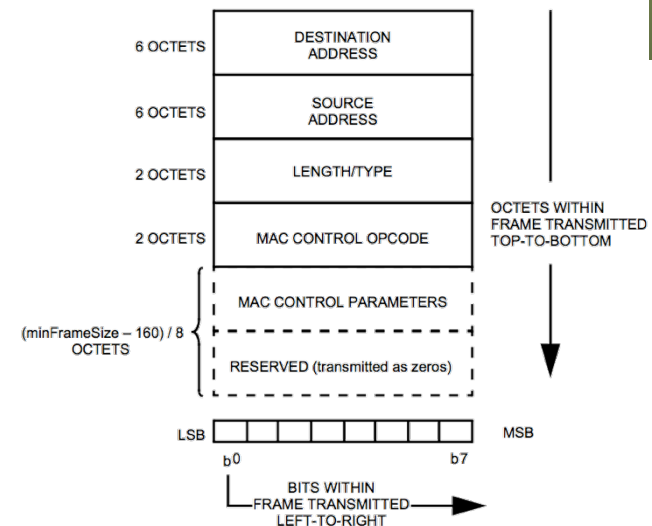 6 OCTETS
DESTINATION
ADDRESS
6 OCTETS
SOURCE
ADDRESS
2 OCTETS
LENGTH/TYPE
2 OCTETS
MAC CONTROL OPCODE
OCTETS WITHIN
FRAME TRANSMITTED
TOP-TO-BOTTOM
(minFrameSize – 160) / 8
OCTETS
MAC CONTROL PARAMETERS
RESERVED (transmitted as zeros)
LSB
MSB
b0
b7
BITS WITHIN
FRAME TRANSMITTED
LEFT-TO-RIGHT